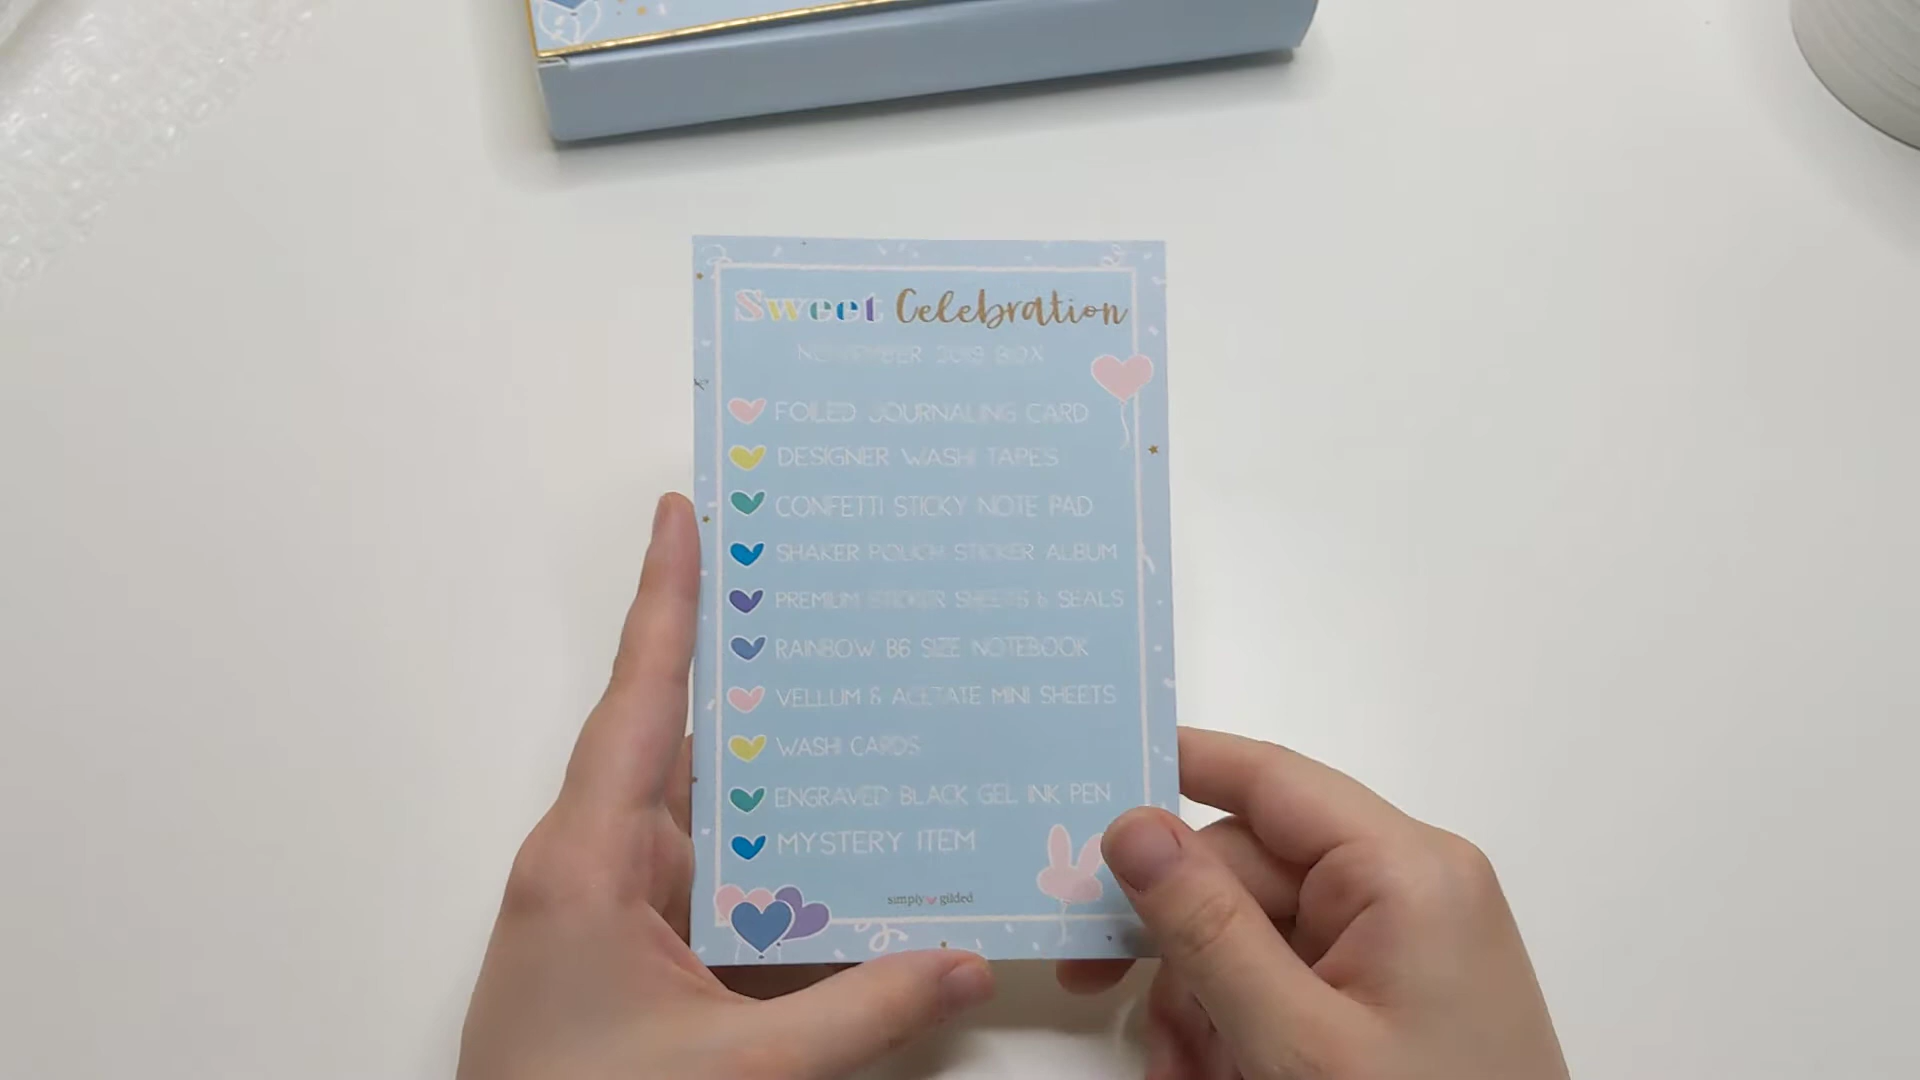 Sweet Celebration
NOVEMBER 2019 BOX
FOILED JOURNALING CARD
DESIGNER WASHI TAPES
CONFETTI STICKY NOTE PAD
SHAKER POUCH STICKER ALBUM
PREMIUM STICKER SHEETS & SEALS
RAINBOW B6 SIZE NOTEBOOK
VELLUM & ACETATE MINI SHEETS
WASHI CARDS
ENGRAVED BLACK GEL INK PEN
MYSTERY ITEM
simply gilded